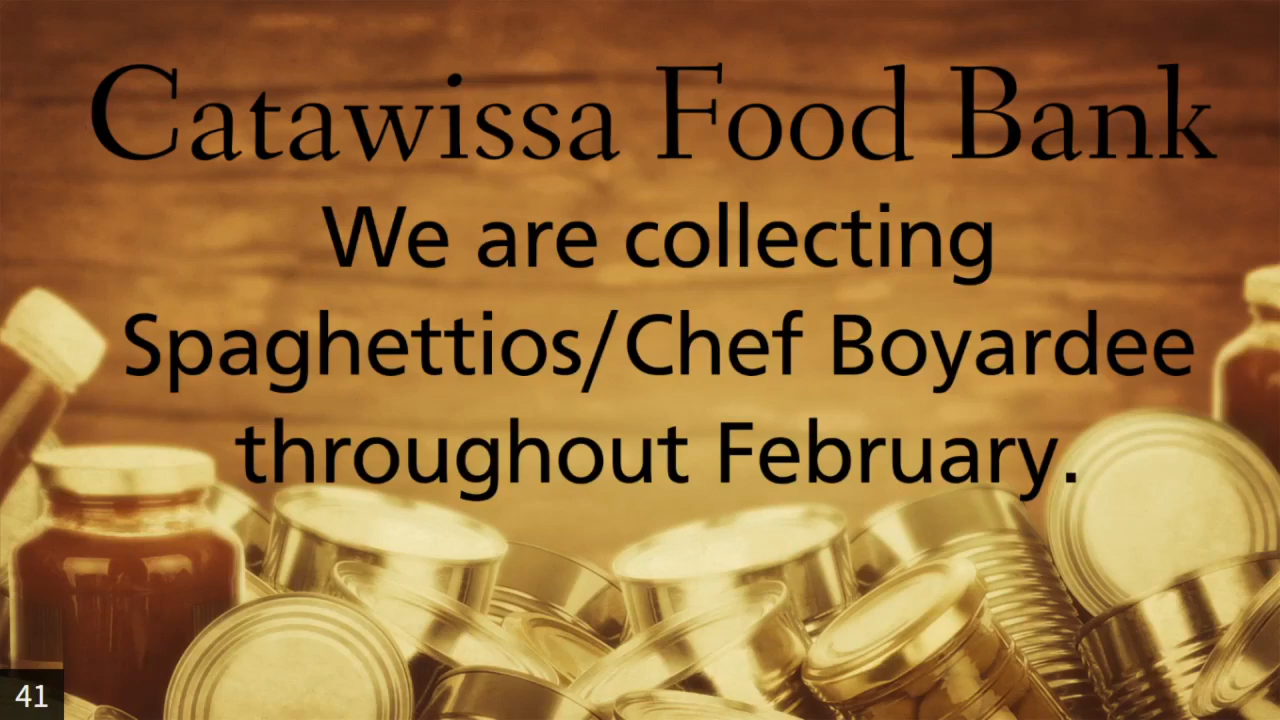 Catawissa Food Bank
We are collecting
Spaghettios/Chef Boyardee
throughout February.
41